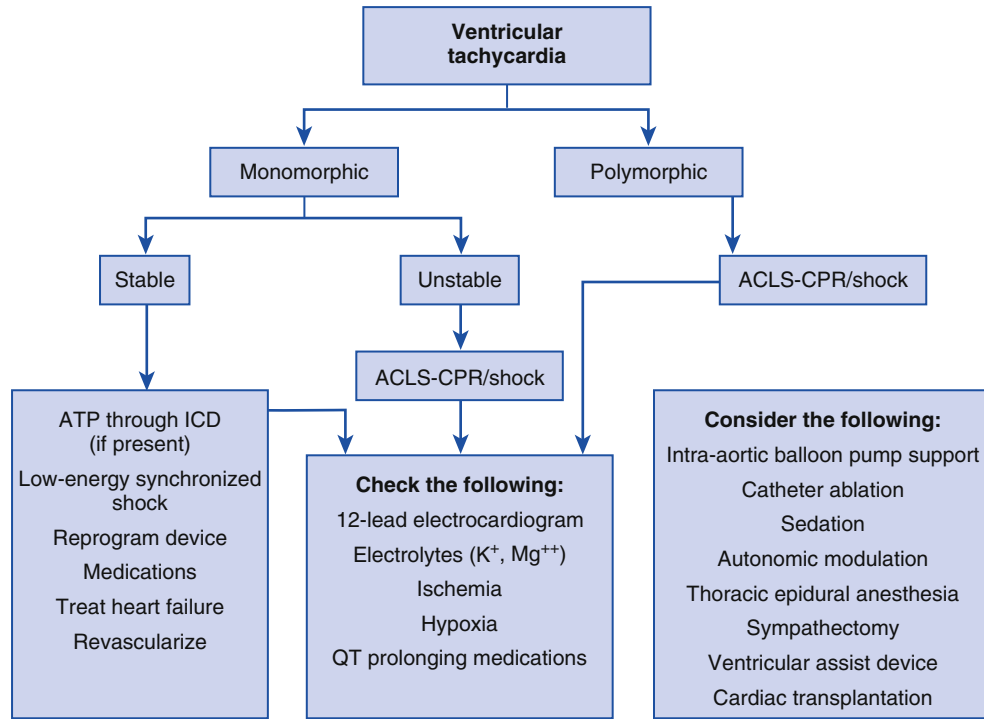 Ventricular
tachycardia
Monomorphic
Polymorphic
Stable
Unstable
ACLS-CPR/shock
ACLS-CPR/shock
ATP through ICD
(if present)
Low-energy synchronized
shock
Reprogram device
Medications
Treat heart failure
Revascularize
Check the following:
12-lead electrocardiogram
Electrolytes (K⁺, Mg⁺⁺)
Ischemia
Hypoxia
QT prolonging medications
Consider the following:
Intra-aortic balloon pump support
Catheter ablation
Sedation
Autonomic modulation
Thoracic epidural anesthesia
Sympathectomy
Ventricular assist device
Cardiac transplantation